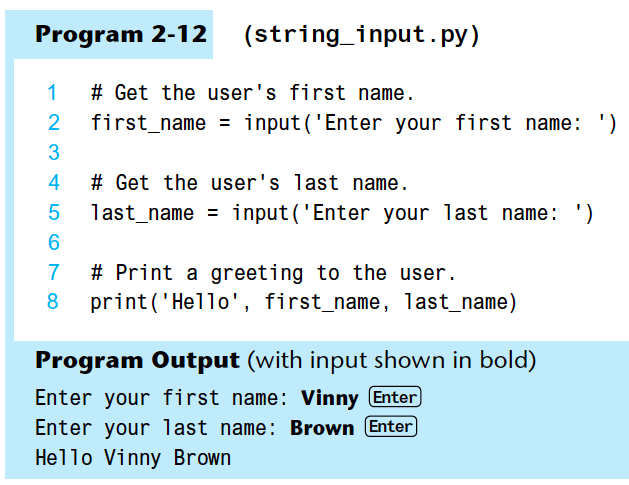 Program 2-12 (string_input.py)
1 # Get the user's first name.
2 first_name = input('Enter your first name: ')
3
4 # Get the user's last name.
5 last_name = input('Enter your last name: ')
6
7 # Print a greeting to the user.
8 print('Hello', first_name, last_name)
Program Output (with input shown in bold)
Enter your first name: Vinny Enter
Enter your last name: Brown Enter
Hello Vinny Brown